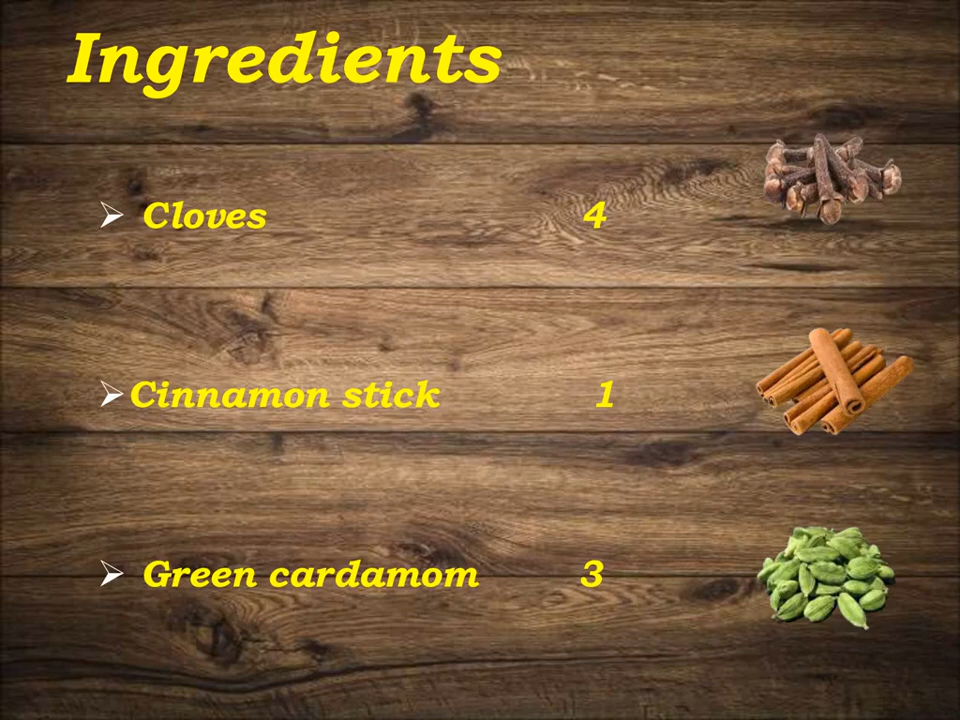 Ingredients
➢ Cloves 4
➢ Cinnamon stick 1
➢ Green cardamom 3